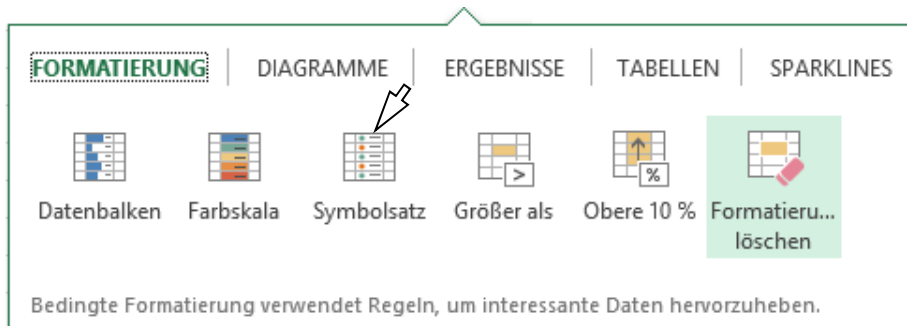 FORMATIERUNG DIAGRAMME ERGEBNISSE TABELLEN SPARKLINES
> %
Datenbalken Farbskala Symbolsatz Größer als Obere 10 % Formatieru...
löschen
Bedingte Formatierung verwendet Regeln, um interessante Daten hervorzuheben.